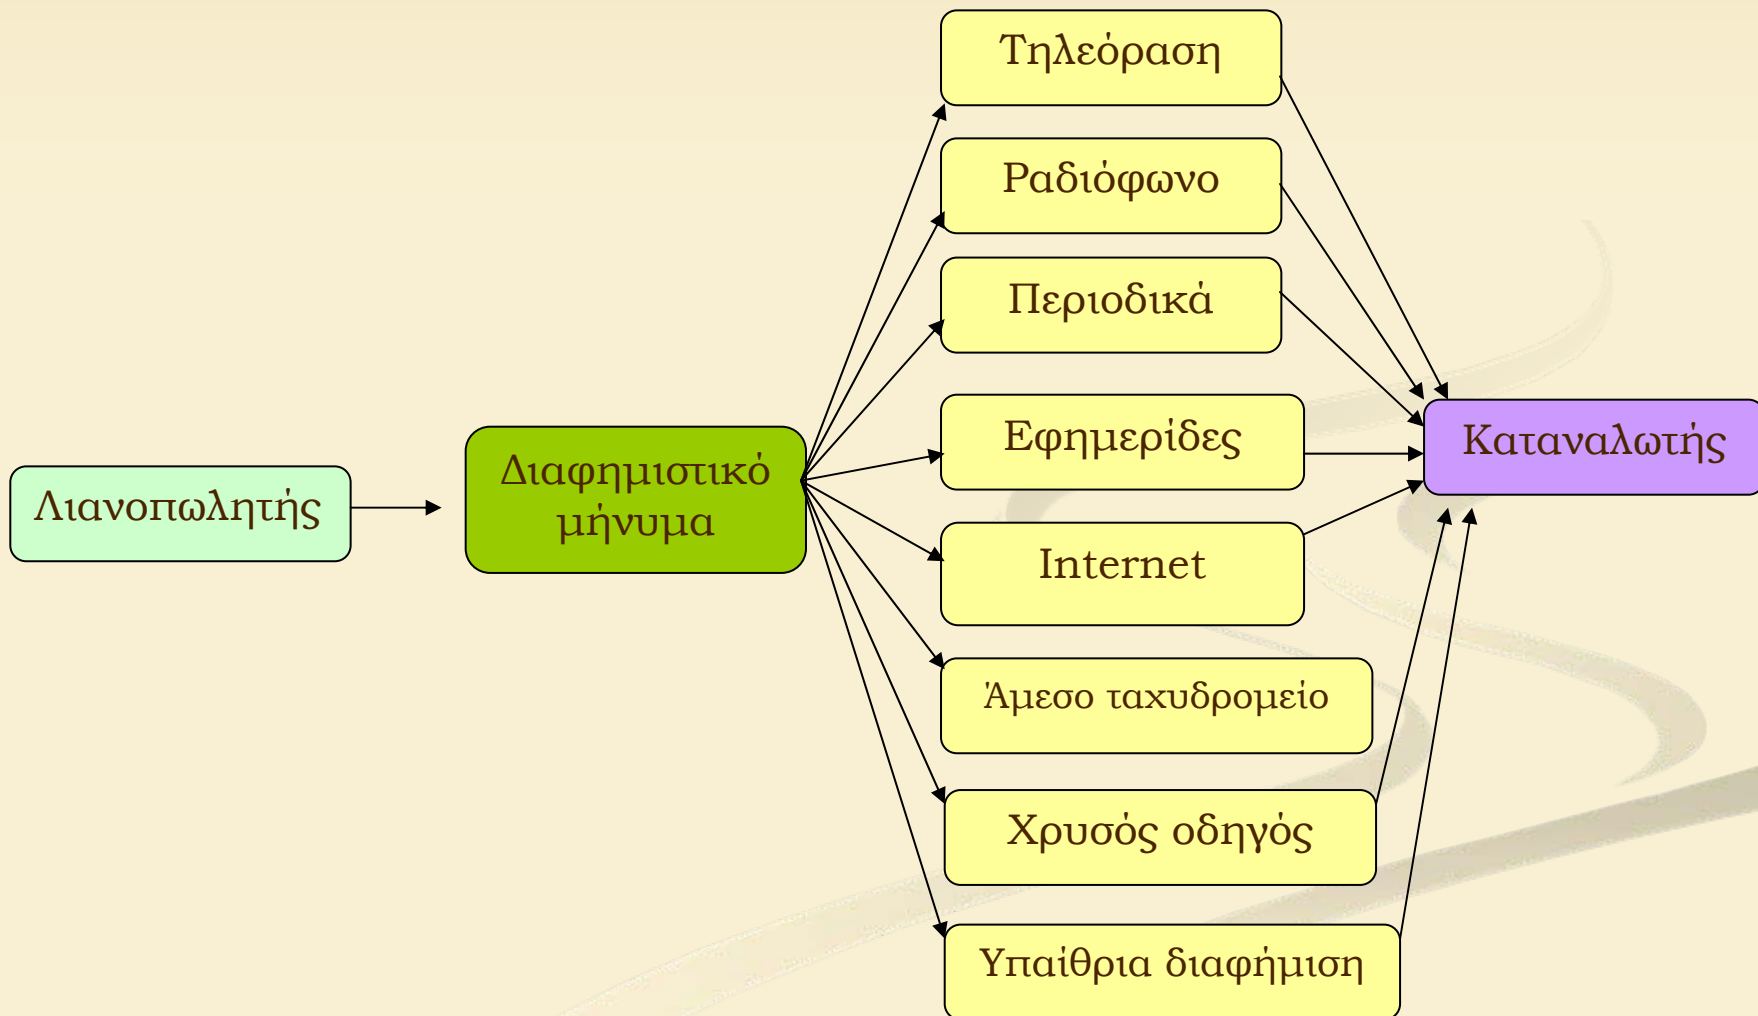 Λιανοπωλητής
Διαφημιστικό
μήνυμα
Τηλεόραση
Ραδιόφωνο
Περιοδικά
Εφημερίδες
Internet
Άμεσο ταχυδρομείο
Χρυσός οδηγός
Υπαίθρια διαφήμιση
Καταναλωτής